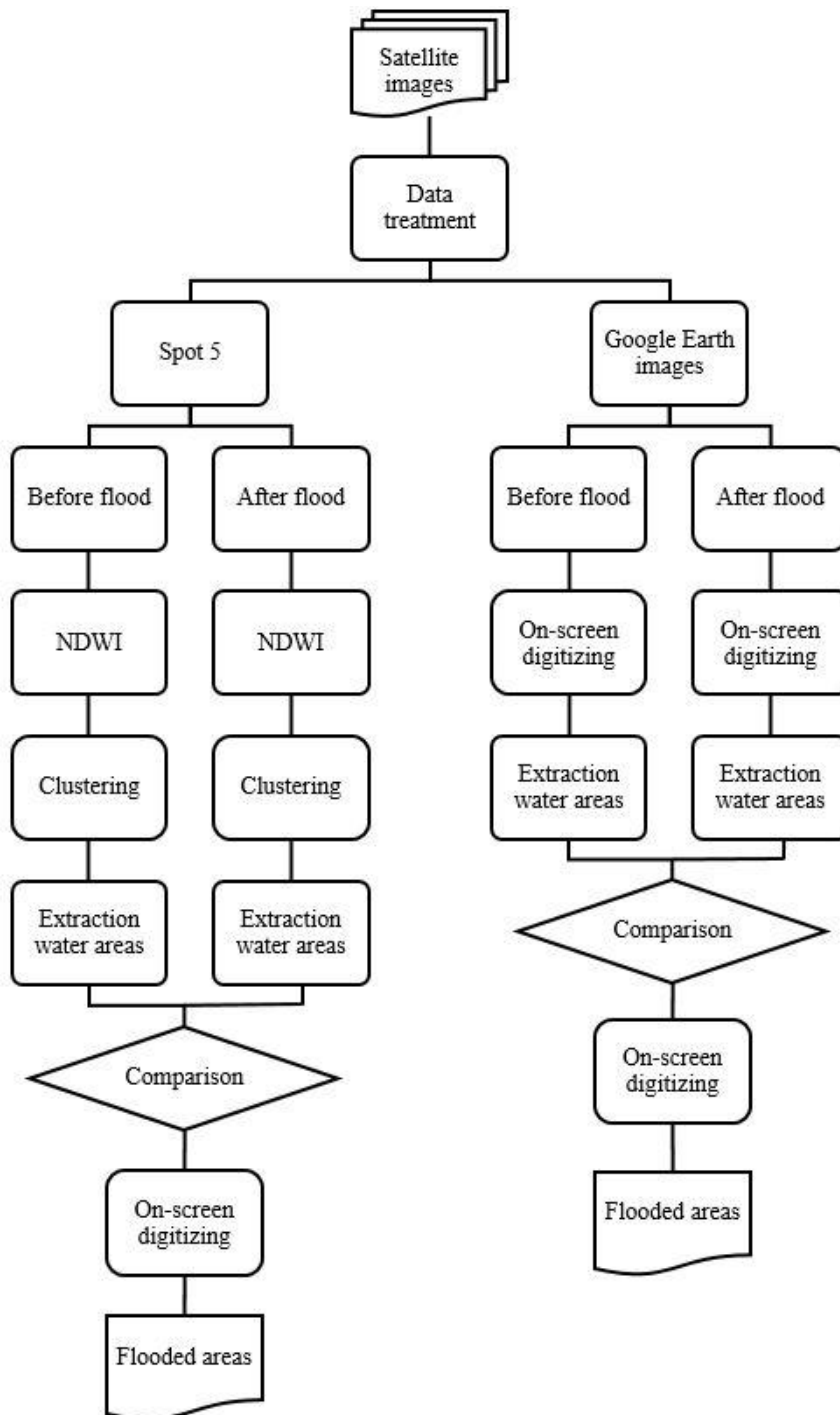 Satellite
images
Data
treatment
Spot 5
Google Earth
images
Before flood
After flood
Before flood
After flood
NDWI
NDWI
On-screen
digitizing
On-screen
digitizing
Clustering
Clustering
Extraction
water areas
Extraction
water areas
Extraction
water areas
Extraction
water areas
Comparison
Comparison
On-screen
digitizing
On-screen
digitizing
Flooded areas
Flooded areas